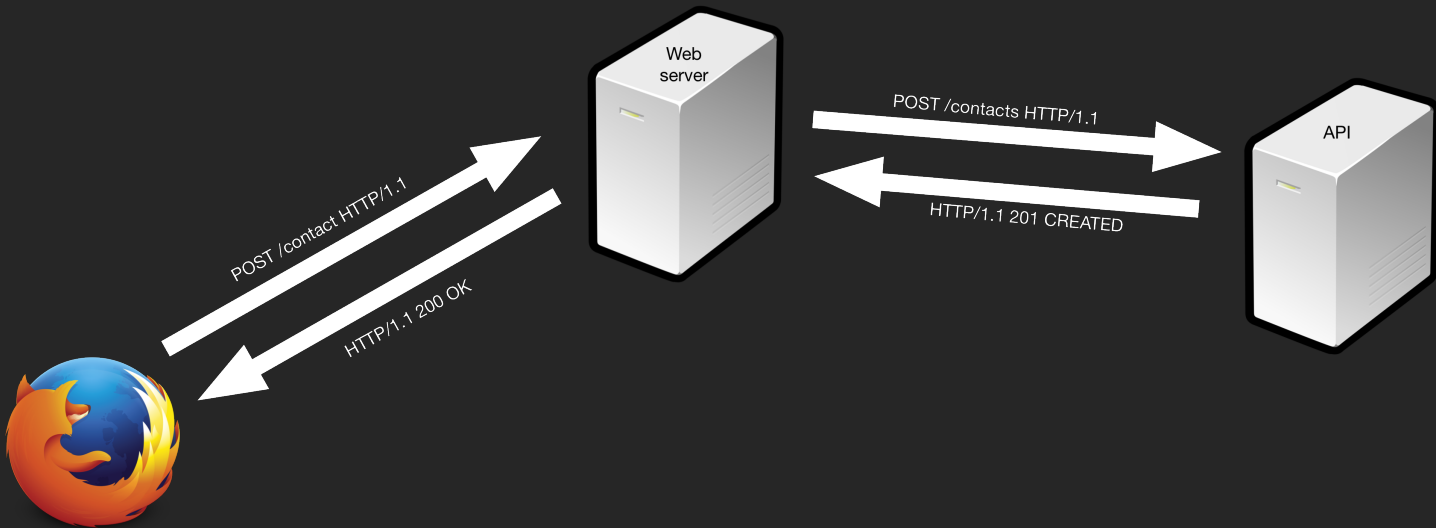 Web
server
POST /contacts HTTP/1.1
API
HTTP/1.1 201 CREATED
POST /contact HTTP/1.1
HTTP/1.1 200 OK